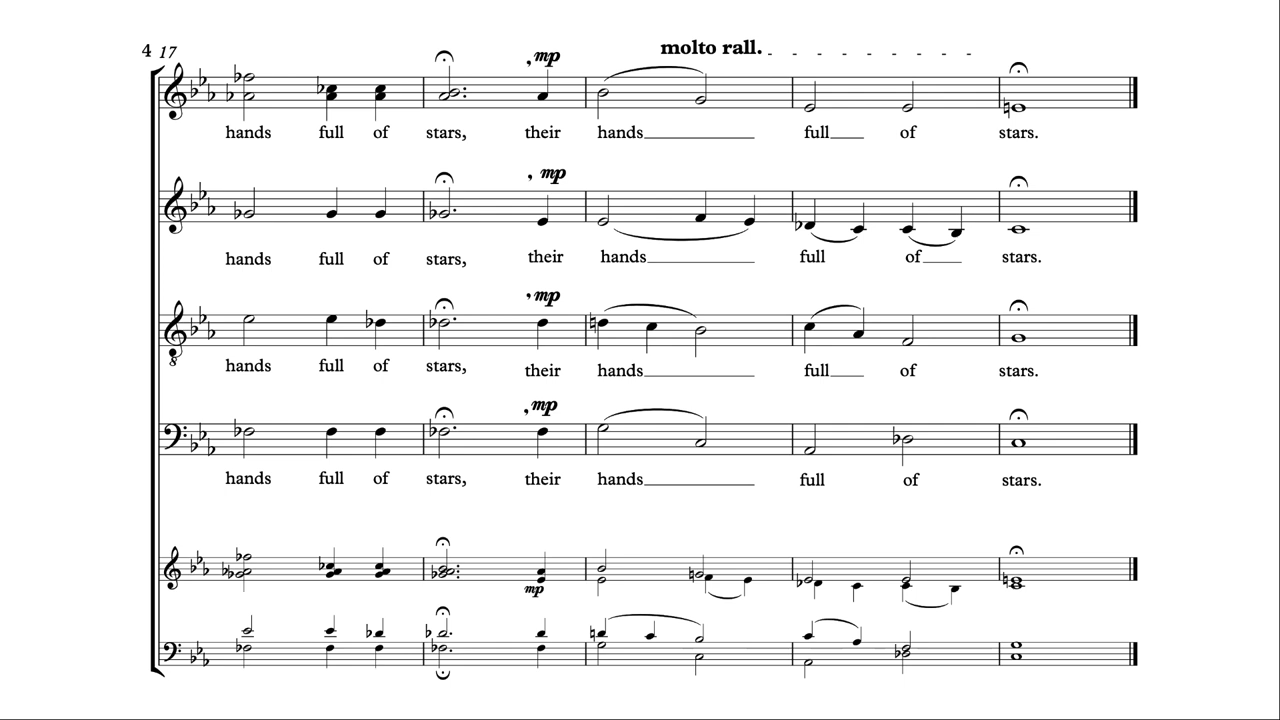 4 17 molto rall.
mp
hands full of stars, their hands full of stars.
mp
hands full of stars, their hands full of stars.
mp
hands full of stars, their hands full of stars.
mp
hands full of stars, their hands full of stars.
mp